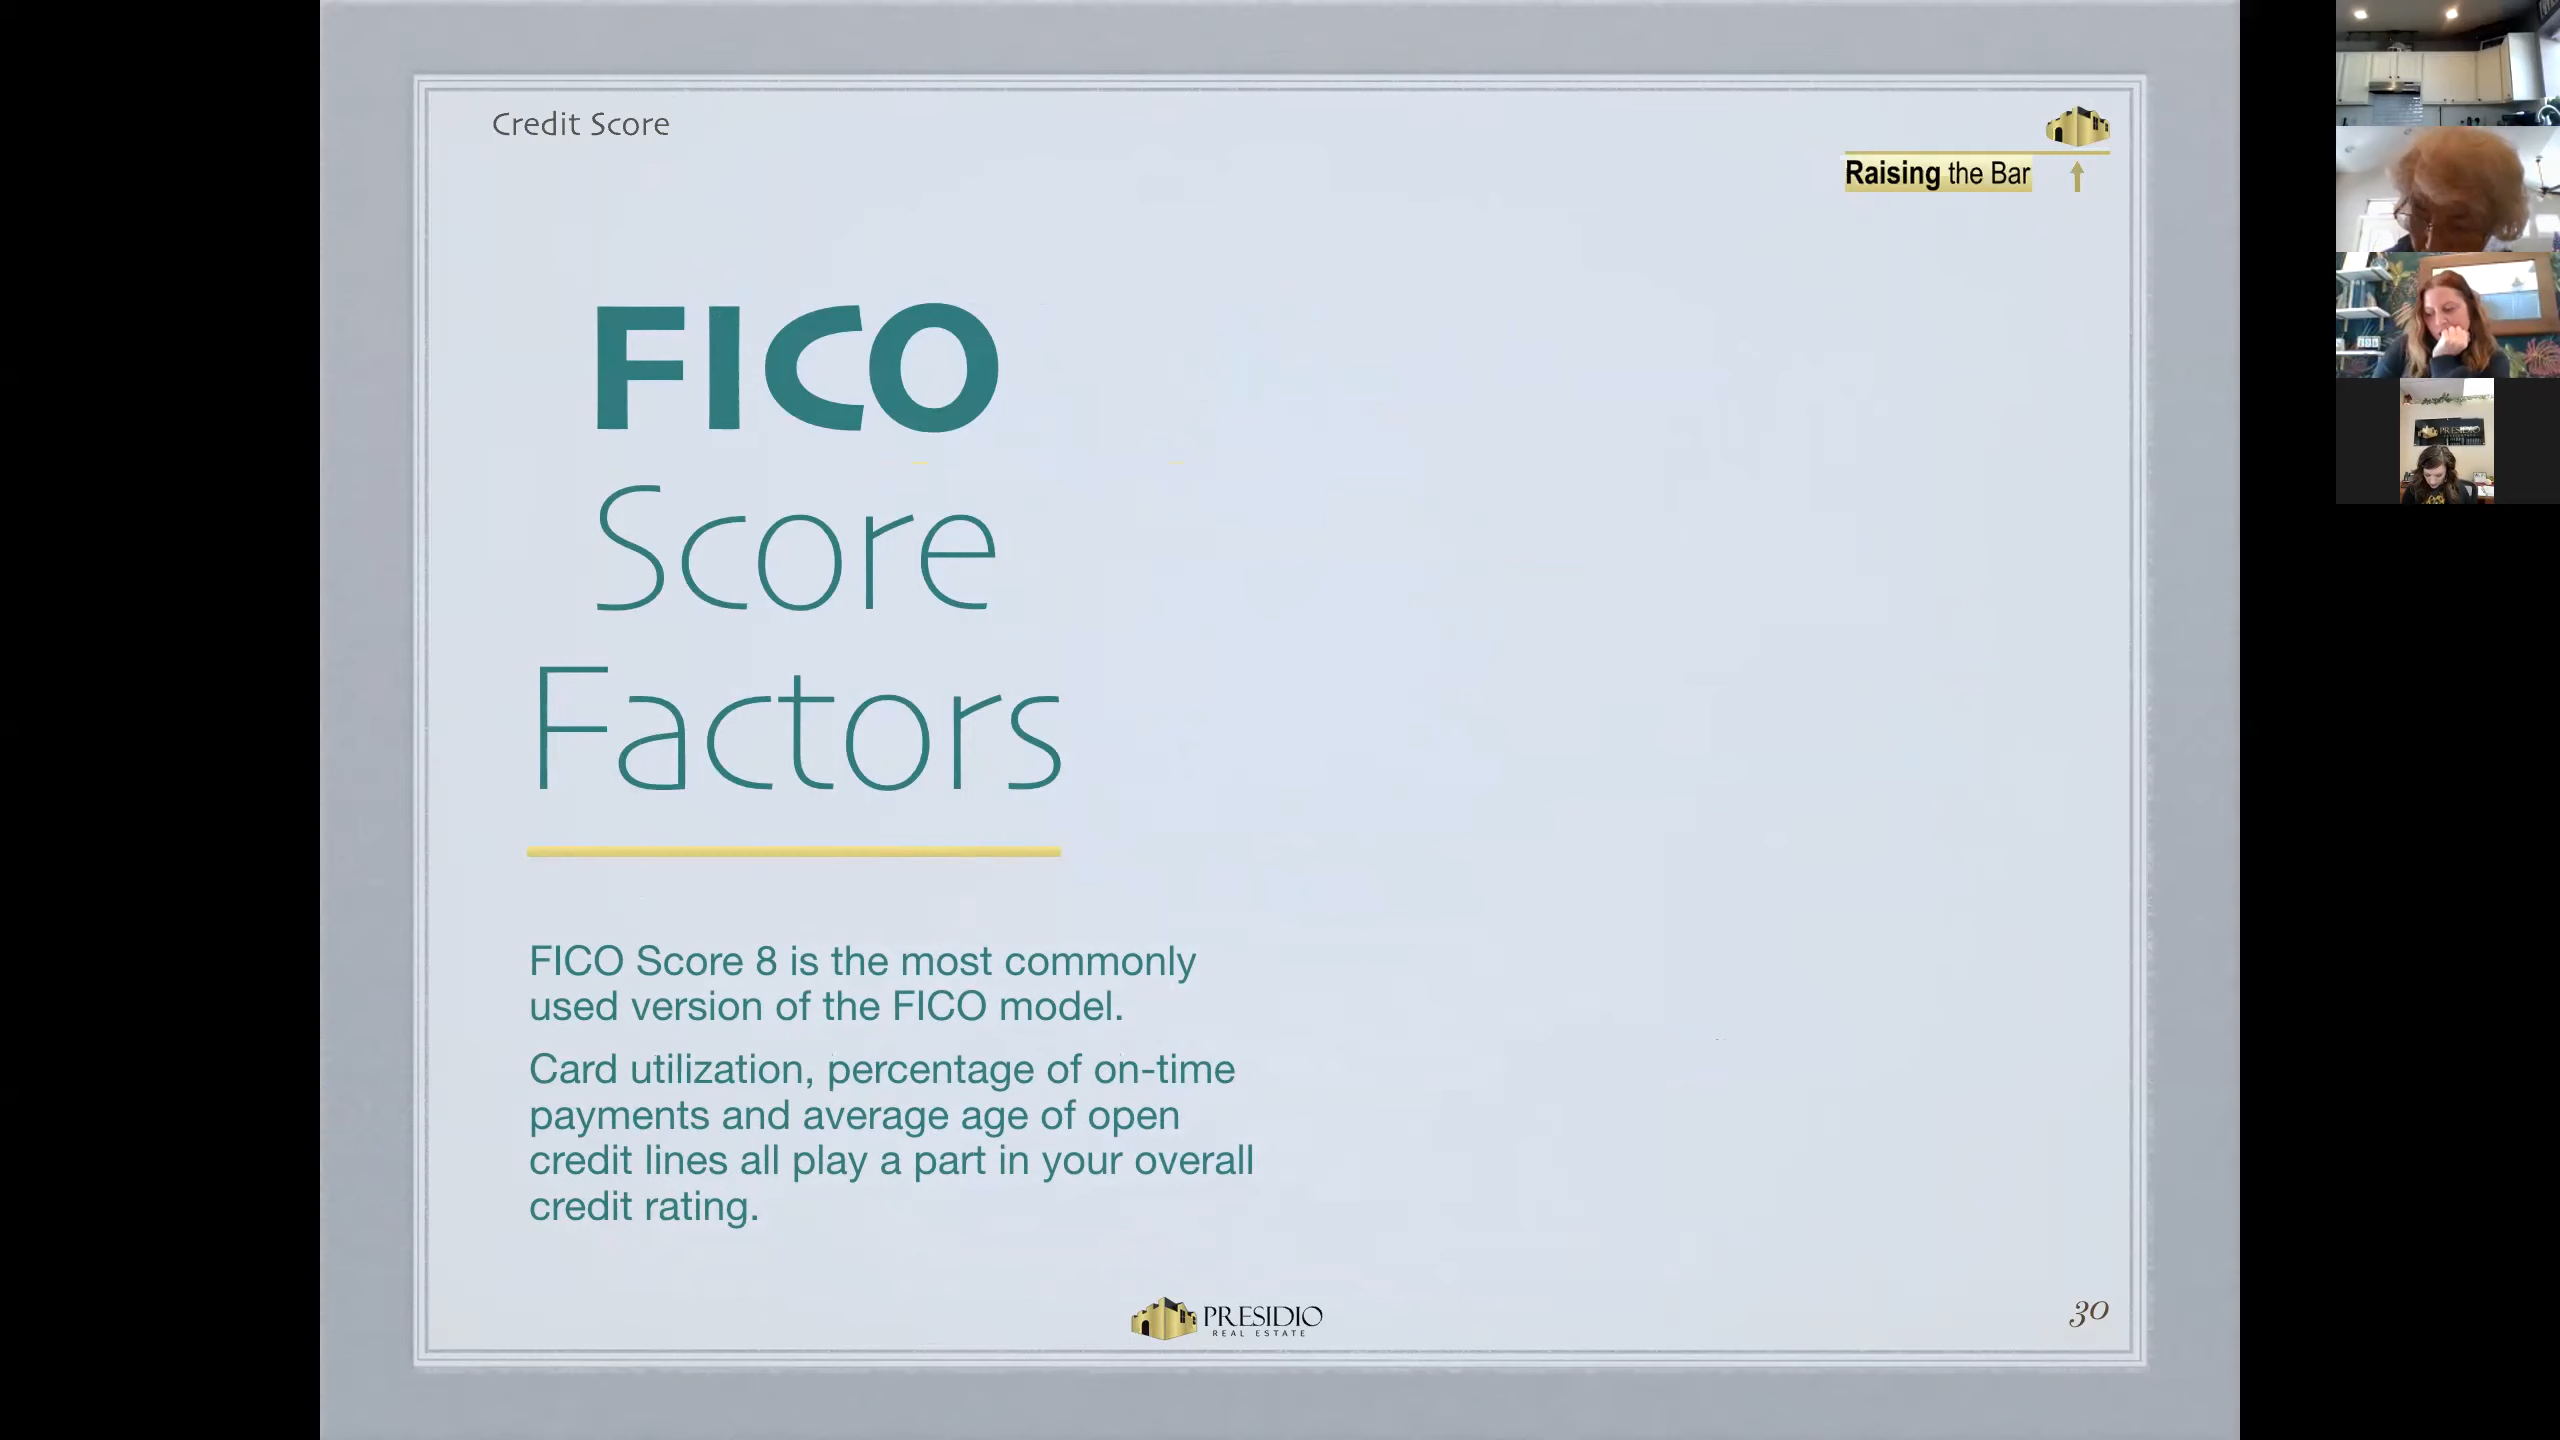 Credit Score
Raising the Bar
FICO
Score
Factors
FICO Score 8 is the most commonly
used version of the FICO model.
Card utilization, percentage of on-time
payments and average age of open
credit lines all play a part in your overall
credit rating.
PRESIDIO
REAL ESTATE
30
PRESIDIO